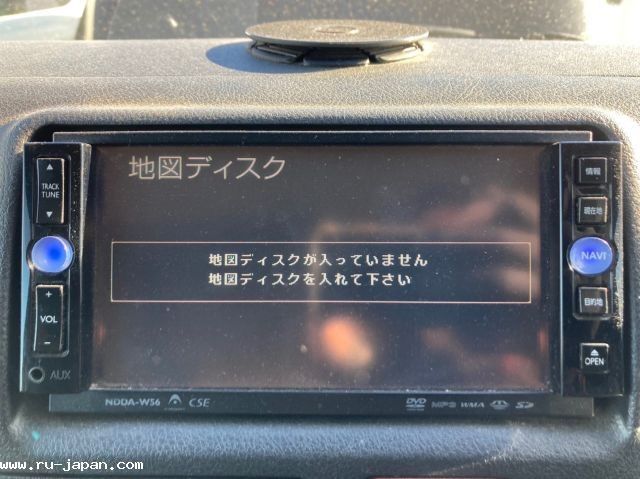 地図ディスク
地図ディスクが入っていません
地図ディスクを入れて下さい
TRACK
TUNE
+
VOL
-
AUX
情報
現在地
NAVI
目的地
OPEN
NDDA-W56
CSE
DVD
MP3 WMA
www.ru-japan.com